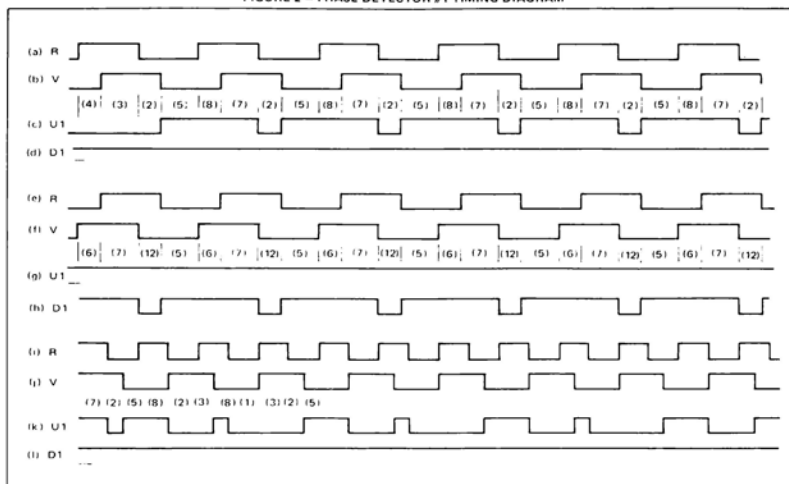 FIGURE 2 – PHASE DETECTOR #1 TIMING DIAGRAM
(a) R
(b) V
(4) (3) (2) (5) (8) (7) (2) (5) (8) (7) (2) (5) (8) (7) (2) (5) (8) (7) (2) (5) (8) (7) (2)
(c) U1
(d) D1
(e) R
(f) V
(6) (7) (12) (5) (6) (7) (12) (5) (6) (7) (12) (5) (6) (7) (12) (5) (6) (7) (12) (5) (6) (7) (12)
(g) U1
(h) D1
(i) R
(j) V
(7) (2) (5) (8) (2) (3) (8) (1) (3) (2) (5)
(k) U1
(l) D1